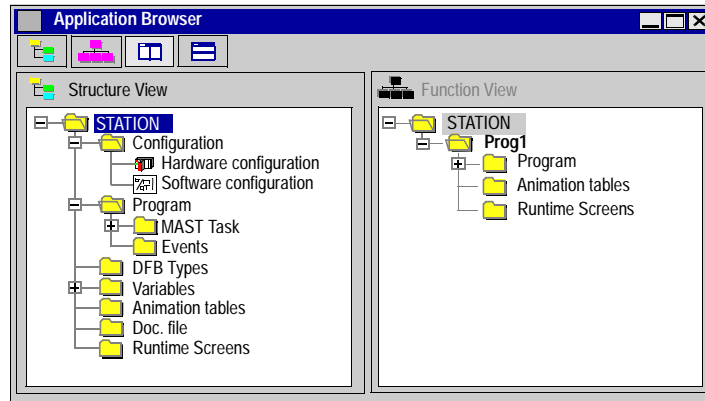 Application Browser
Structure View
STATION
Configuration
Hardware configuration
Software configuration
Program
MAST Task
Events
DFB Types
Variables
Animation tables
Doc. file
Runtime Screens
Function View
STATION
Prog1
Program
Animation tables
Runtime Screens